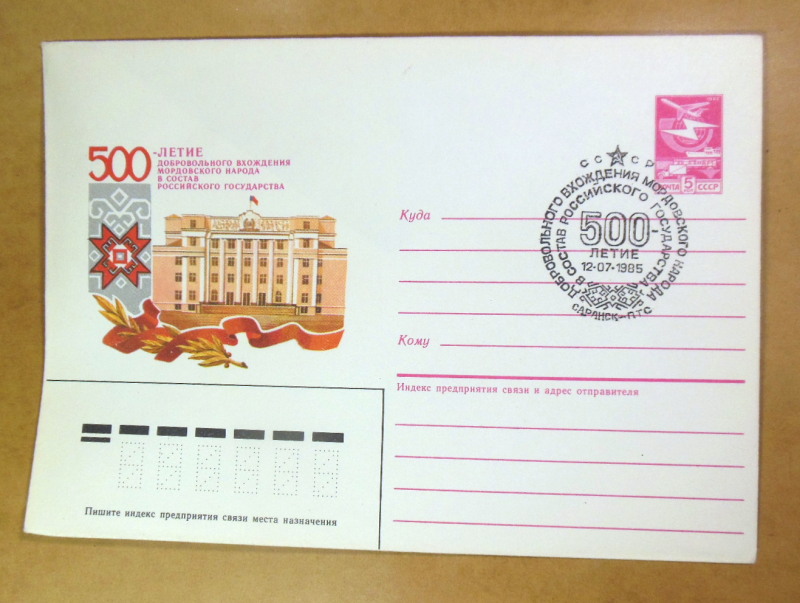 500-ЛЕТИЕ
ДОБРОВОЛЬНОГО ВХОЖДЕНИЯ
МОРДОВСКОГО НАРОДА
В СОСТАВ
РОССИЙСКОГО ГОСУДАРСТВА
ПОЧТА 5 СССР
СССР
ДОБРОВОЛЬНОГО ВХОЖДЕНИЯ МОРДОВСКОГО НАРОДА
В СОСТАВ РОССИЙСКОГО ГОСУДАРСТВА
500-
ЛЕТИЕ
12-07-1985
САРАНСК-ПТС
Куда
Кому
Индекс предприятия связи и адрес отправителя
Пишите индекс предприятия связи места назначения